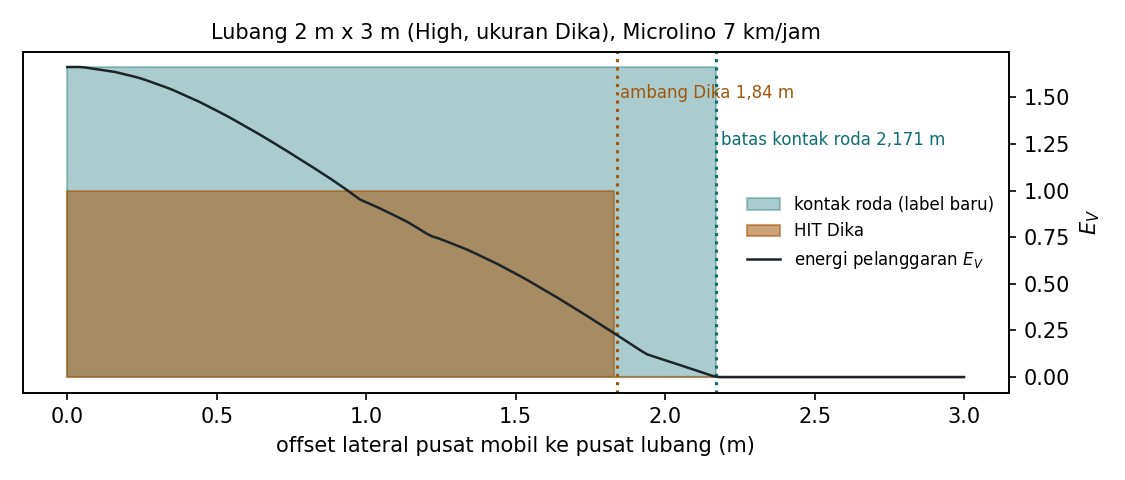 Lubang 2 m x 3 m (High, ukuran Dika), Microlino 7 km/jam
ambang Dika 1,84 m
batas kontak roda 2,171 m
kontak roda (label baru)
HIT Dika
energi pelanggaran E_V
1.50
1.25
1.00
0.75
0.50
0.25
0.00
E_V
0.0 0.5 1.0 1.5 2.0 2.5 3.0
offset lateral pusat mobil ke pusat lubang (m)